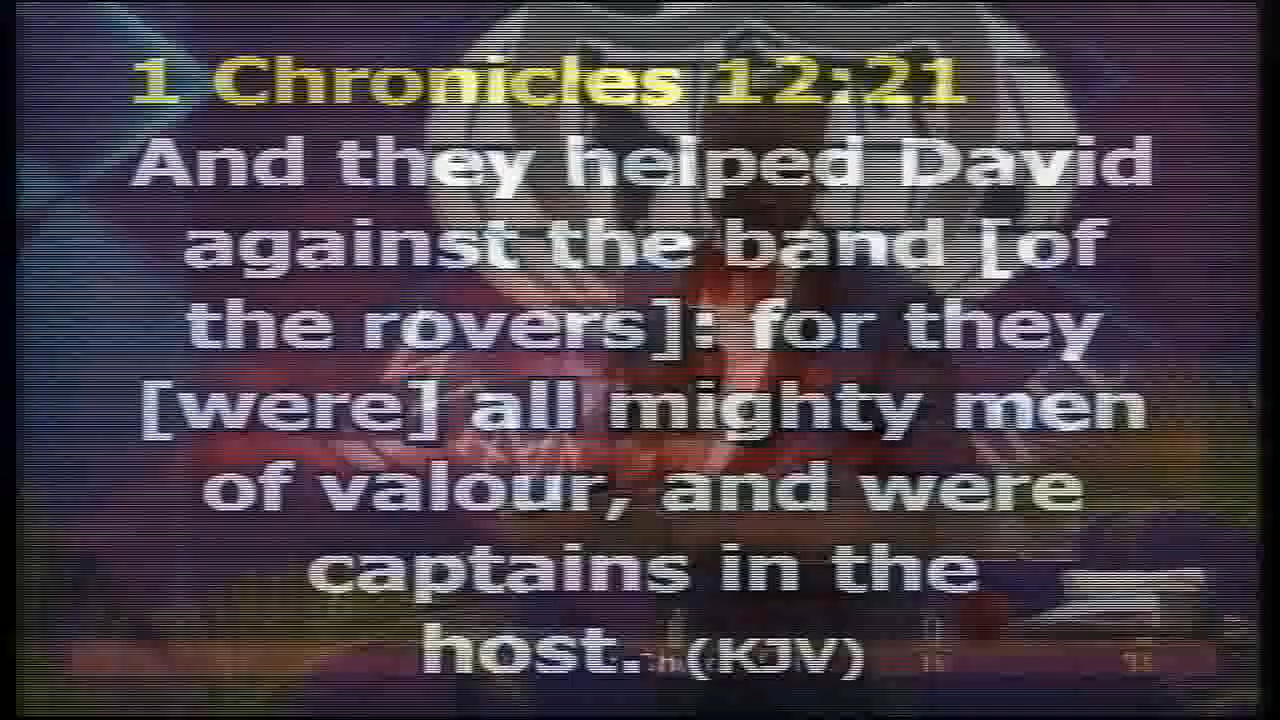 1 Chronicles 12:21
And they helped David
against the band [of
the rovers]: for they
[were] all mighty men
of valour, and were
captains in the
host. (KJV)